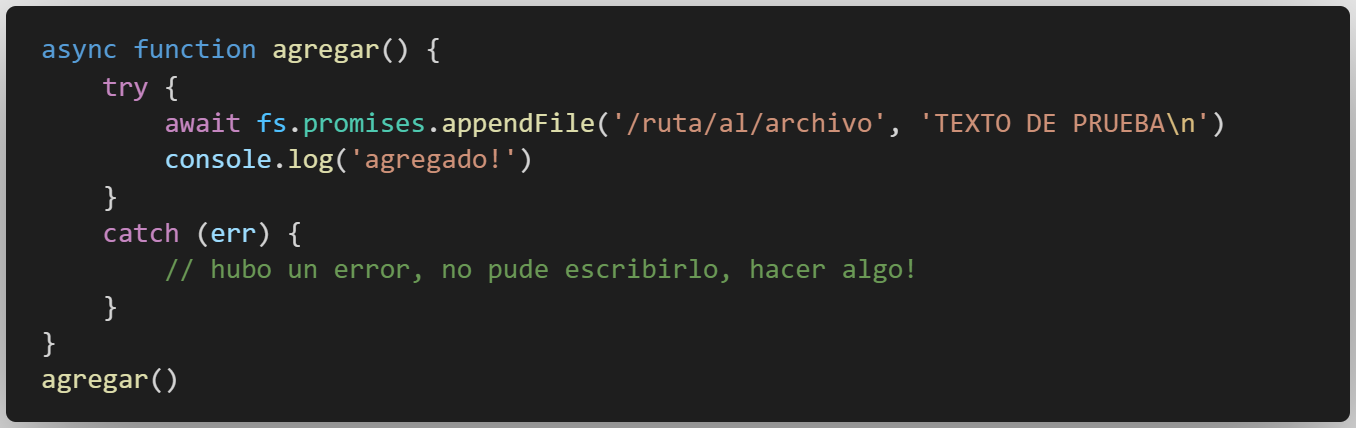 async function agregar() {
    try {
        await fs.promises.appendFile('/ruta/al/archivo', 'TEXTO DE PRUEBA\n')
        console.log('agregado!')
    }
    catch (err) {
        // hubo un error, no pude escribirlo, hacer algo!
    }
}
agregar()